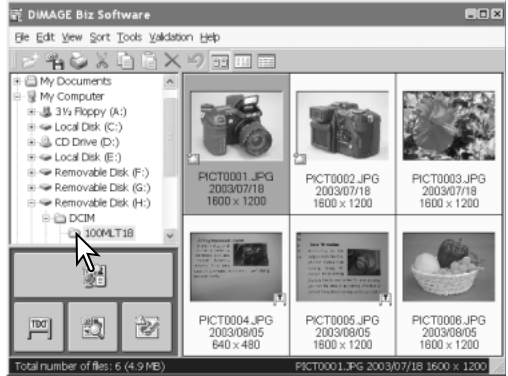 DiMAGE Biz Software
File Edit View Sort Tools Validation Help
My Documents
My Computer
3½ Floppy (A:)
Local Disk (C:)
CD Drive (D:)
Local Disk (E:)
Removable Disk (F:)
Removable Disk (G:)
Removable Disk (H:)
DCIM
100MLT18
TEXT
PICT0001.JPG
2003/07/18
1600 x 1200
PICT0002.JPG
2003/07/18
1600 x 1200
PICT0003.JPG
2003/07/18
1600 x 1200
PICT0004.JPG
2003/08/05
640 x 480
PICT0005.JPG
2003/08/05
1600 x 1200
PICT0006.JPG
2003/08/05
1600 x 1200
Total number of files: 6 (4.9 MB)
PICT0001.JPG 2003/07/18 1600 x 1200